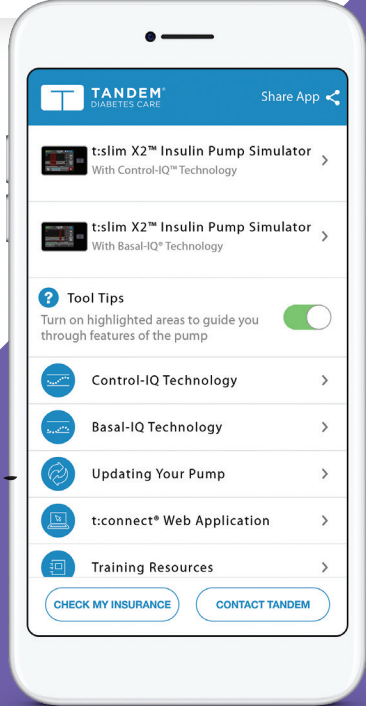 TANDEM®
DIABETES CARE
Share App
t:slim X2™ Insulin Pump Simulator
With Control-IQ™ Technology
t:slim X2™ Insulin Pump Simulator
With Basal-IQ® Technology
? Tool Tips
Turn on highlighted areas to guide you
through features of the pump
Control-IQ Technology
Basal-IQ Technology
Updating Your Pump
t:connect® Web Application
Training Resources
CHECK MY INSURANCE
CONTACT TANDEM